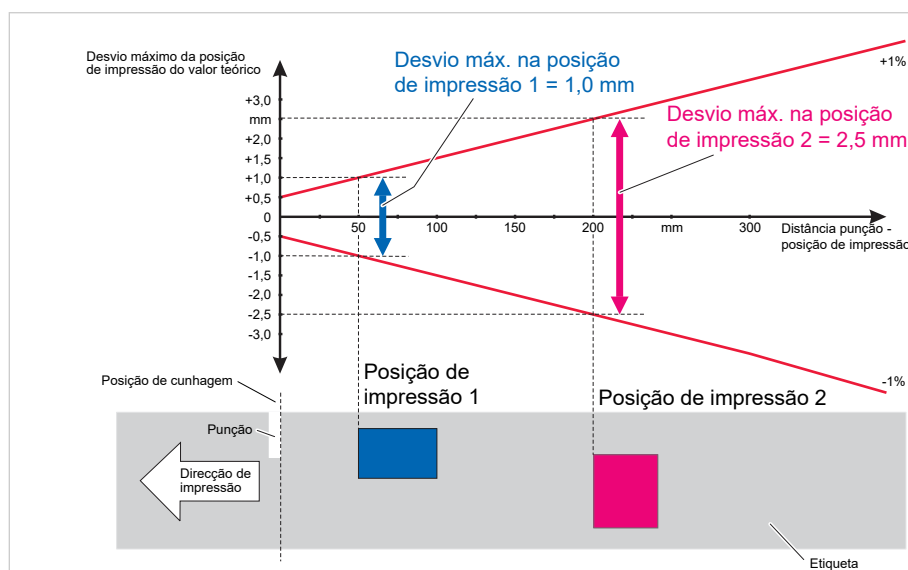 Desvio máximo da posição
de impressão do valor teórico
Desvio máx. na posição
de impressão 1 = 1,0 mm
+1%
Desvio máx. na posição
de impressão 2 = 2,5 mm
+3,0
mm
+2,0
+1,5
+1,0
+0,5
0
-0,5
-1,0
-1,5
-2,0
-2,5
-3,0
50
100
150
200
mm
300
Distância punção -
posição de impressão
-1%
Posição de cunhagem
Posição de
impressão 1
Posição de impressão 2
Punção
Direcção de
impressão
Etiqueta